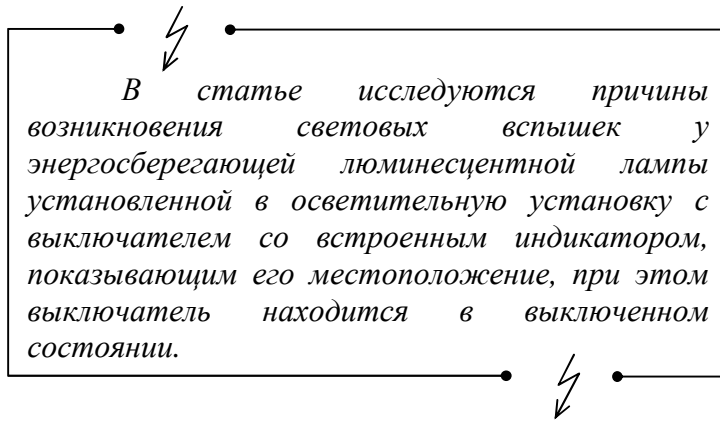 В статье исследуются причины
возникновения световых вспышек у
энергосберегающей люминесцентной лампы
установленной в осветительную установку с
выключателем со встроенным индикатором,
показывающим его местоположение, при этом
выключатель находится в выключенном
состоянии.